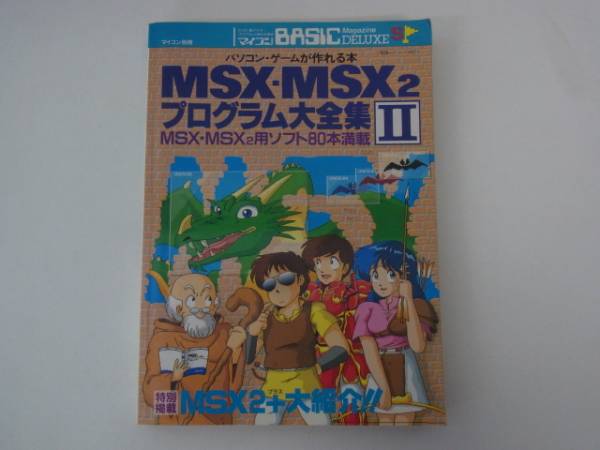 マイコン別冊
マイコン BASIC Magazine DELUXE
パソコン・ゲームが作れる本
MSX・MSX2
プログラム大全集 II
MSX・MSX2用ソフト80本満載
特別掲載
MSX2+大紹介!!
プラス